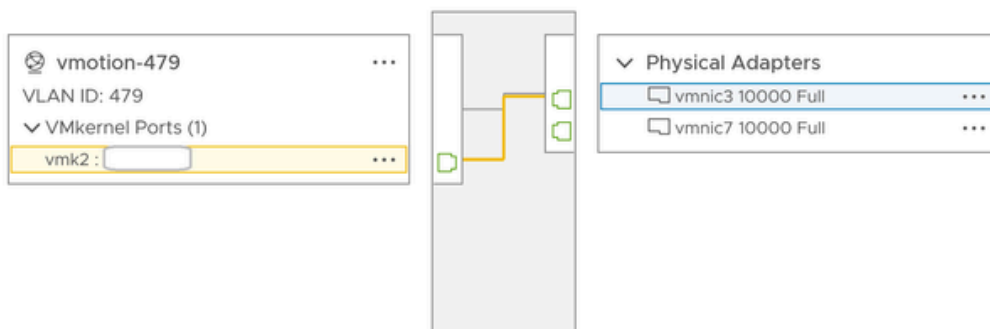 vmotion-479 ...
VLAN ID: 479
VMkernel Ports (1)
vmk2 : ...
Physical Adapters
vmnic3 10000 Full ...
vmnic7 10000 Full ...